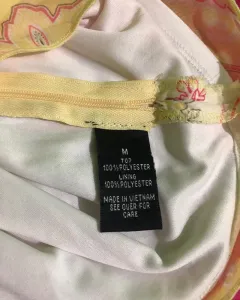 M
TOP
100% POLYESTER
LINING
100% POLYESTER
MADE IN VIETNAM
SEE OVER FOR
CARE